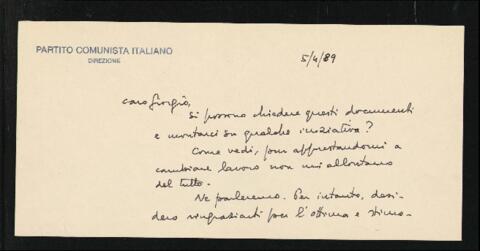 PARTITO COMUNISTA ITALIANO
DIREZIONE
5/4/89
caro Giorgio,
si possono chiedere questi documenti
e montarci su qualche iniziativa?
Come vedi, pur apprestandomi a
cambiare lavoro non mi allontano
del tutto.
Ne parleremo. Per intanto, desi-
dero ringraziarti per l'ottima e stimo-